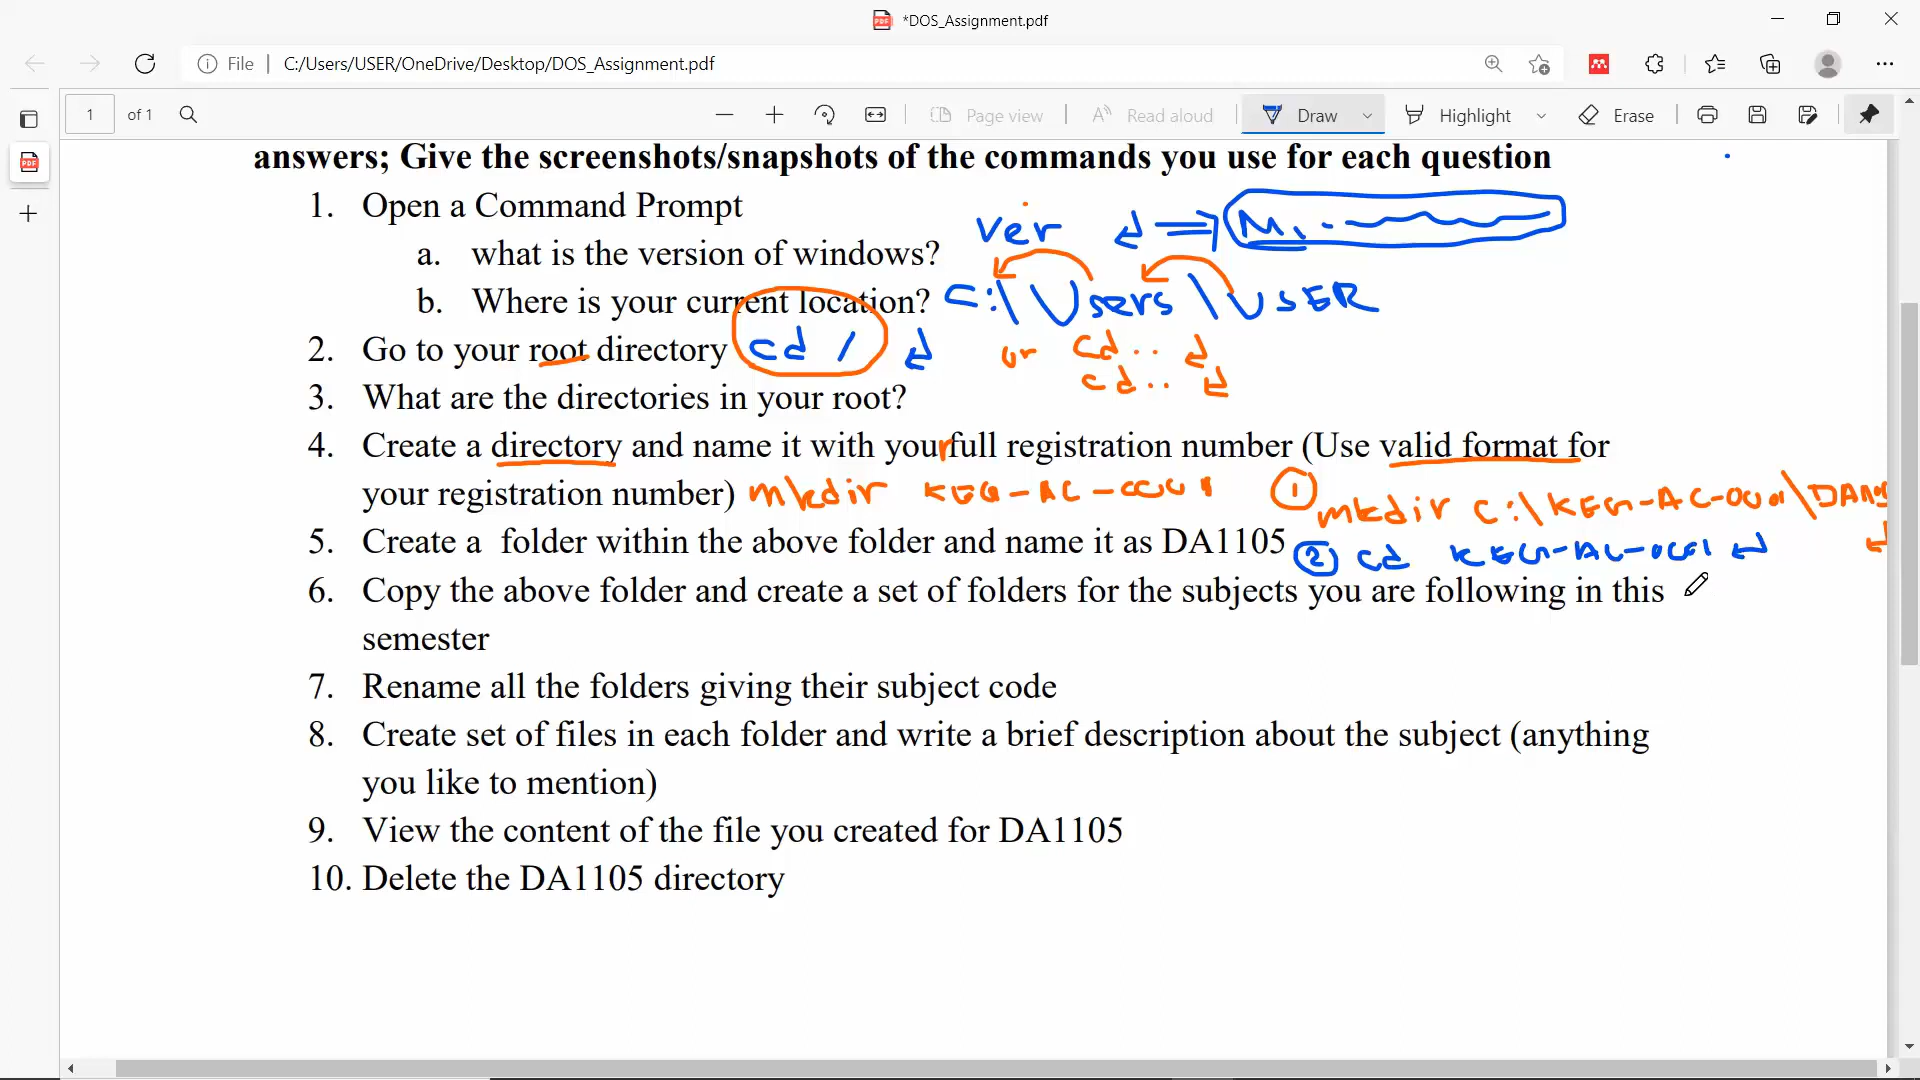 *DOS_Assignment.pdf
File | C:/Users/USER/OneDrive/Desktop/DOS_Assignment.pdf
1 of 1 Page view Read aloud Draw Highlight Erase
answers; Give the screenshots/snapshots of the commands you use for each question
1. Open a Command Prompt
ver ↲ ⇒ M,.
a. what is the version of windows?
b. Where is your current location? C:\Users\USER
2. Go to your root directory cd / ↲ or cd.. ↲
cd.. ↲
3. What are the directories in your root?
4. Create a directory and name it with your full registration number (Use valid format for
your registration number) mkdir ① mkdir
5. Create a folder within the above folder and name it as DA1105 ② cd
6. Copy the above folder and create a set of folders for the subjects you are following in this
semester
7. Rename all the folders giving their subject code
8. Create set of files in each folder and write a brief description about the subject (anything
you like to mention)
9. View the content of the file you created for DA1105
10. Delete the DA1105 directory